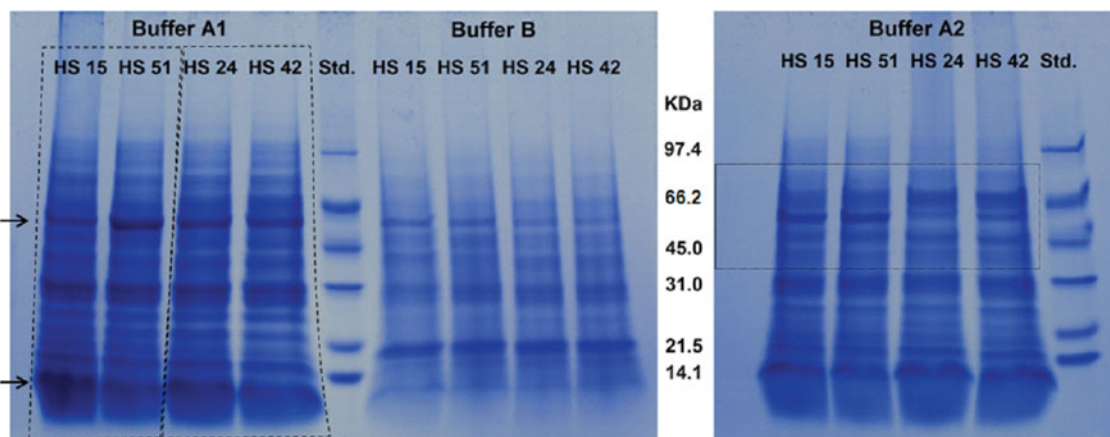 Buffer A1
Buffer B
Buffer A2
HS 15 HS 51 HS 24 HS 42 Std. HS 15 HS 51 HS 24 HS 42
HS 15 HS 51 HS 24 HS 42 Std.
KDa
97.4
66.2
45.0
31.0
21.5
14.1